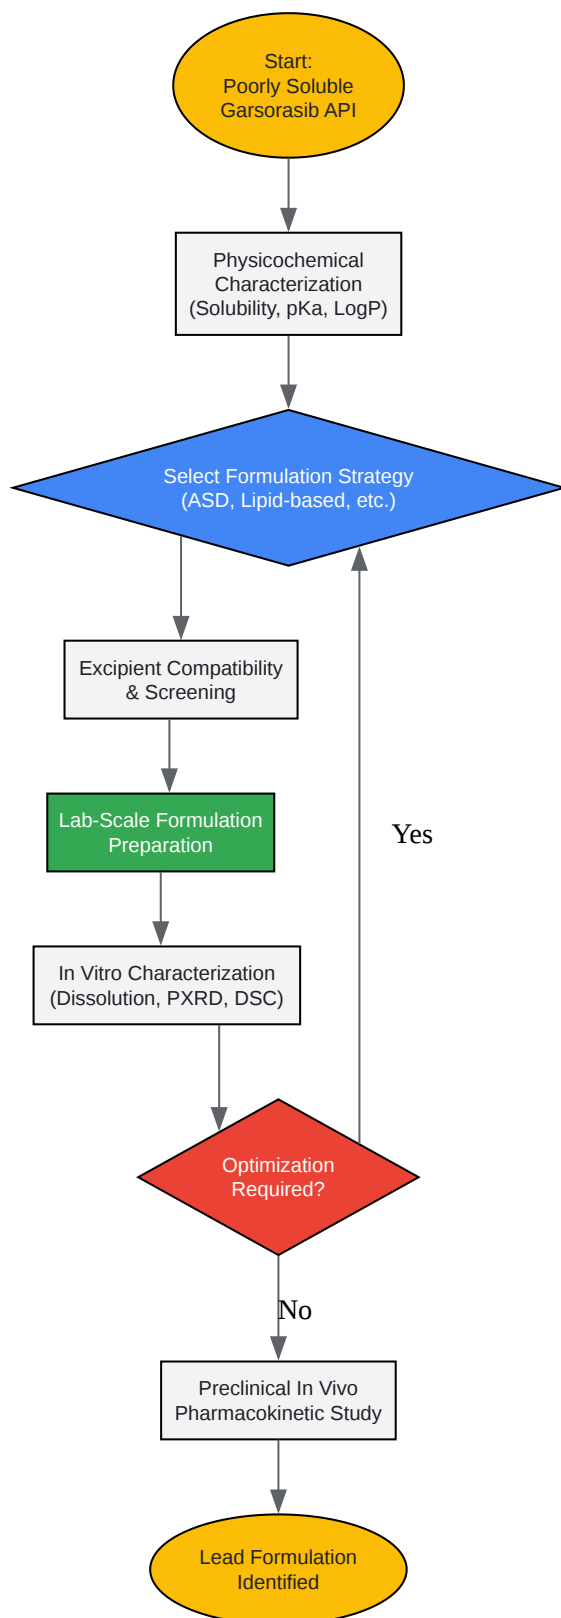 Start:
Poorly Soluble
Garsorasib API
Physicochemical
Characterization
(Solubility, pKa, LogP)
Select Formulation Strategy
(ASD, Lipid-based, etc.)
Excipient Compatibility
& Screening
Lab-Scale Formulation
Preparation
Yes
In Vitro Characterization
(Dissolution, PXRD, DSC)
Optimization
Required?
No
Preclinical In Vivo
Pharmacokinetic Study
Lead Formulation
Identified